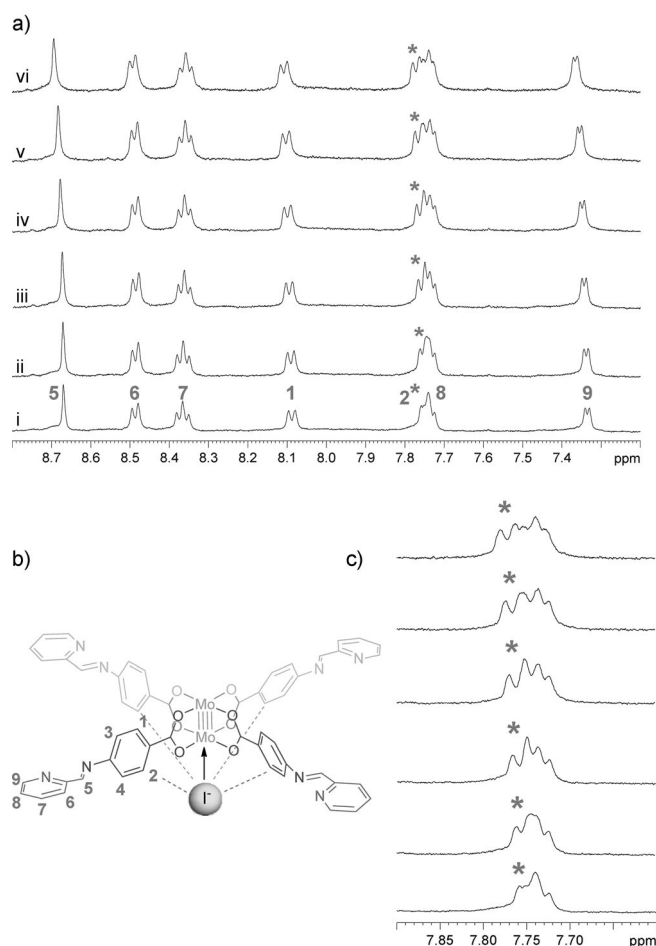 a)
*
vi
*
v
*
iv
*
iii
*
ii
5 6 7 1 2* 8 9
i
8.7 8.6 8.5 8.4 8.3 8.2 8.1 8.0 7.9 7.8 7.7 7.6 7.5 7.4 ppm
b)
c)
*
*
*
*
*
*
N N N N
O O O O
Mo
Mo
O O O O
1
3
N N 2 4 5 N N
9
8 7 6
I-
7.85 7.80 7.75 7.70 ppm